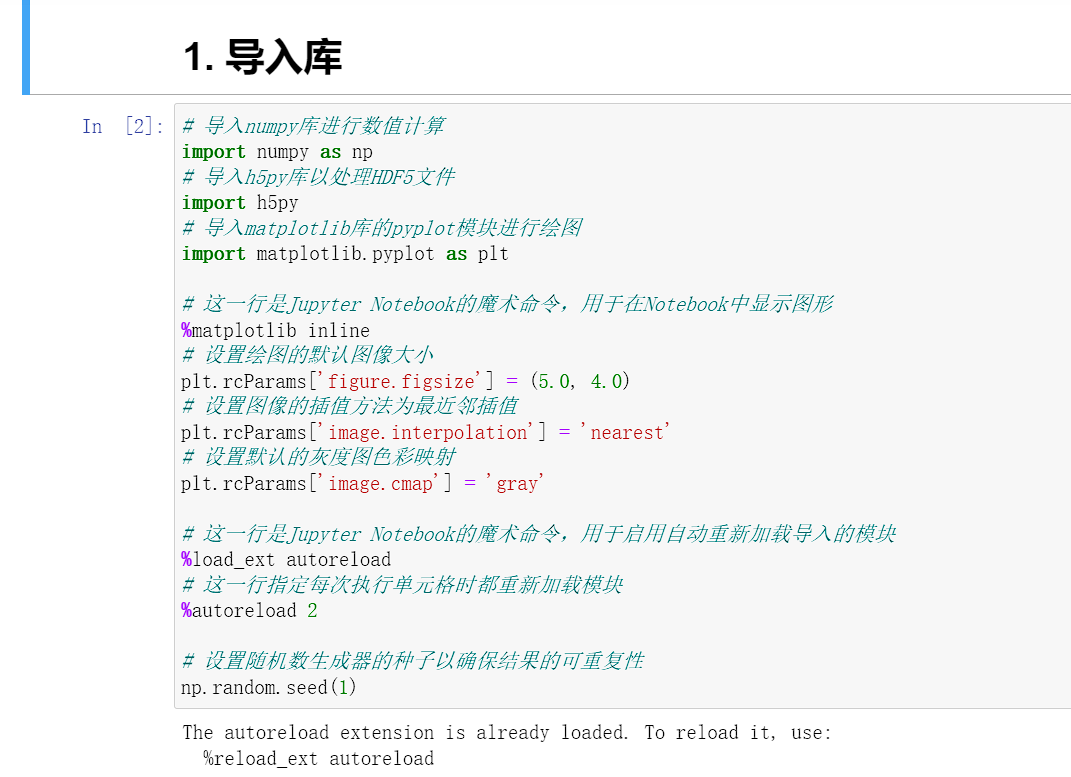 1. 导入库
In [2]:
# 导入numpy库进行数值计算
import numpy as np
# 导入h5py库以处理HDF5文件
import h5py
# 导入matplotlib库的pyplot模块进行绘图
import matplotlib.pyplot as plt
# 这一行是Jupyter Notebook的魔术命令，用于在Notebook中显示图形
%matplotlib inline
# 设置绘图的默认图像大小
plt.rcParams['figure.figsize'] = (5.0, 4.0)
# 设置图像的插值方法为最近邻插值
plt.rcParams['image.interpolation'] = 'nearest'
# 设置默认的灰度图色彩映射
plt.rcParams['image.cmap'] = 'gray'
# 这一行是Jupyter Notebook的魔术命令，用于启用自动重新加载导入的模块
%load_ext autoreload
# 这一行指定每次执行单元格时都重新加载模块
%autoreload 2
# 设置随机数生成器的种子以确保结果的可重复性
np.random.seed(1)
The autoreload extension is already loaded. To reload it, use:
%reload_ext autoreload